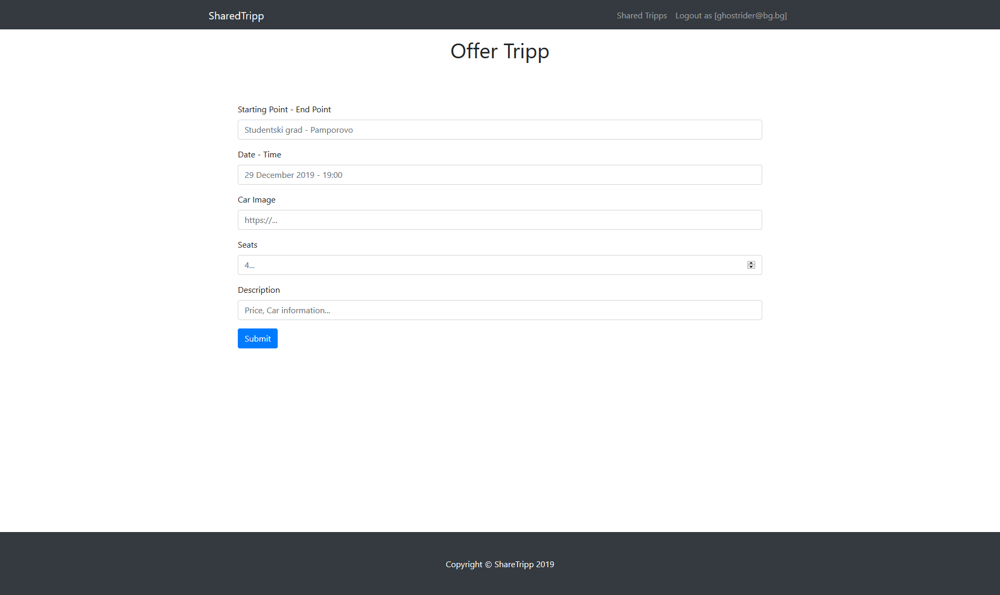 SharedTripp
Shared Tripps
Logout as [ghostrider@bg.bg]
Offer Tripp
Starting Point - End Point
Studentski grad - Pamporovo
Date - Time
29 December 2019 - 19:00
Car Image
https://...
Seats
4...
Description
Price, Car information...
Submit
Copyright © ShareTripp 2019